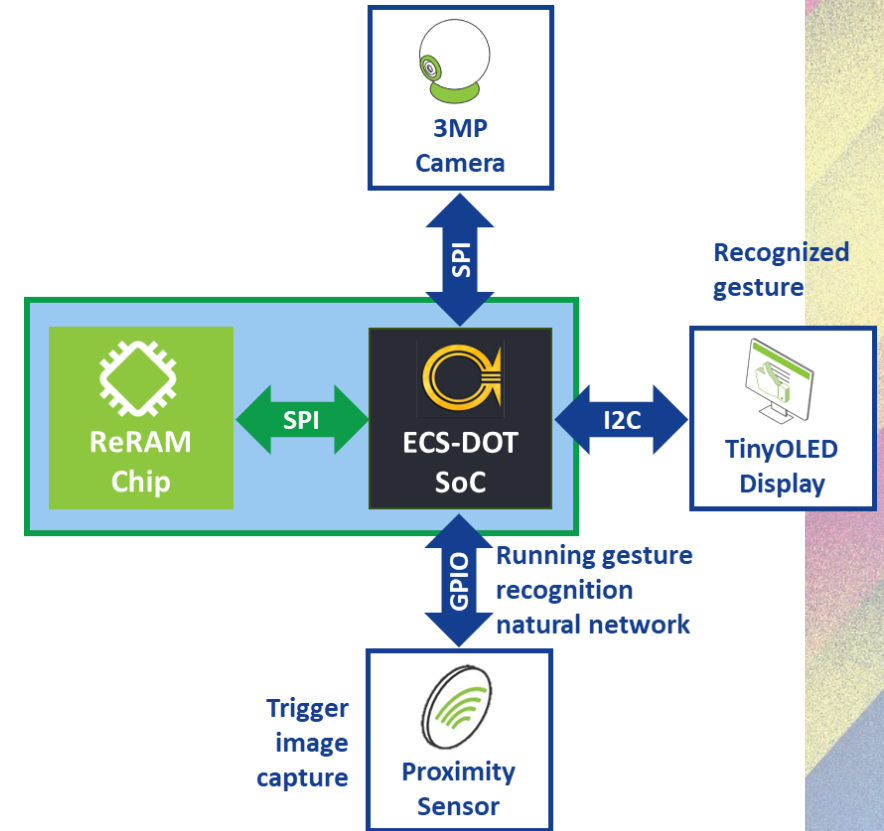 3MP
Camera
SPI
Recognized
gesture
ReRAM
Chip
SPI
ECS-DOT
SoC
I2C
TinyOLED
Display
GPIO
Running gesture
recognition
natural network
Trigger
image
capture
Proximity
Sensor